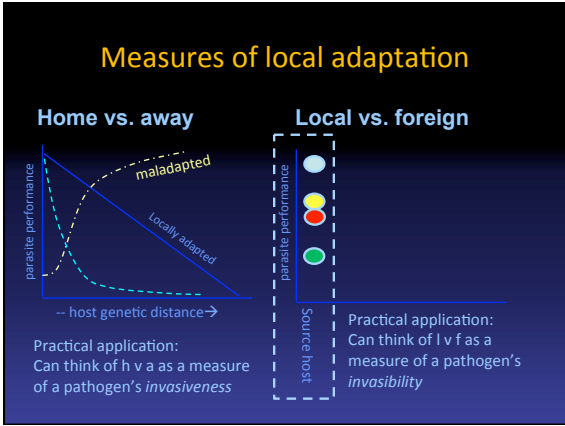 Measures of local adaptation
Home vs. away
parasite performance
maladapted
Locally adapted
-- host genetic distance→
Practical application:
Can think of h v a as a measure
of a pathogen's invasiveness
Local vs. foreign
parasite performance
Source host
Practical application:
Can think of l v f as a
measure of a pathogen's
invasibility